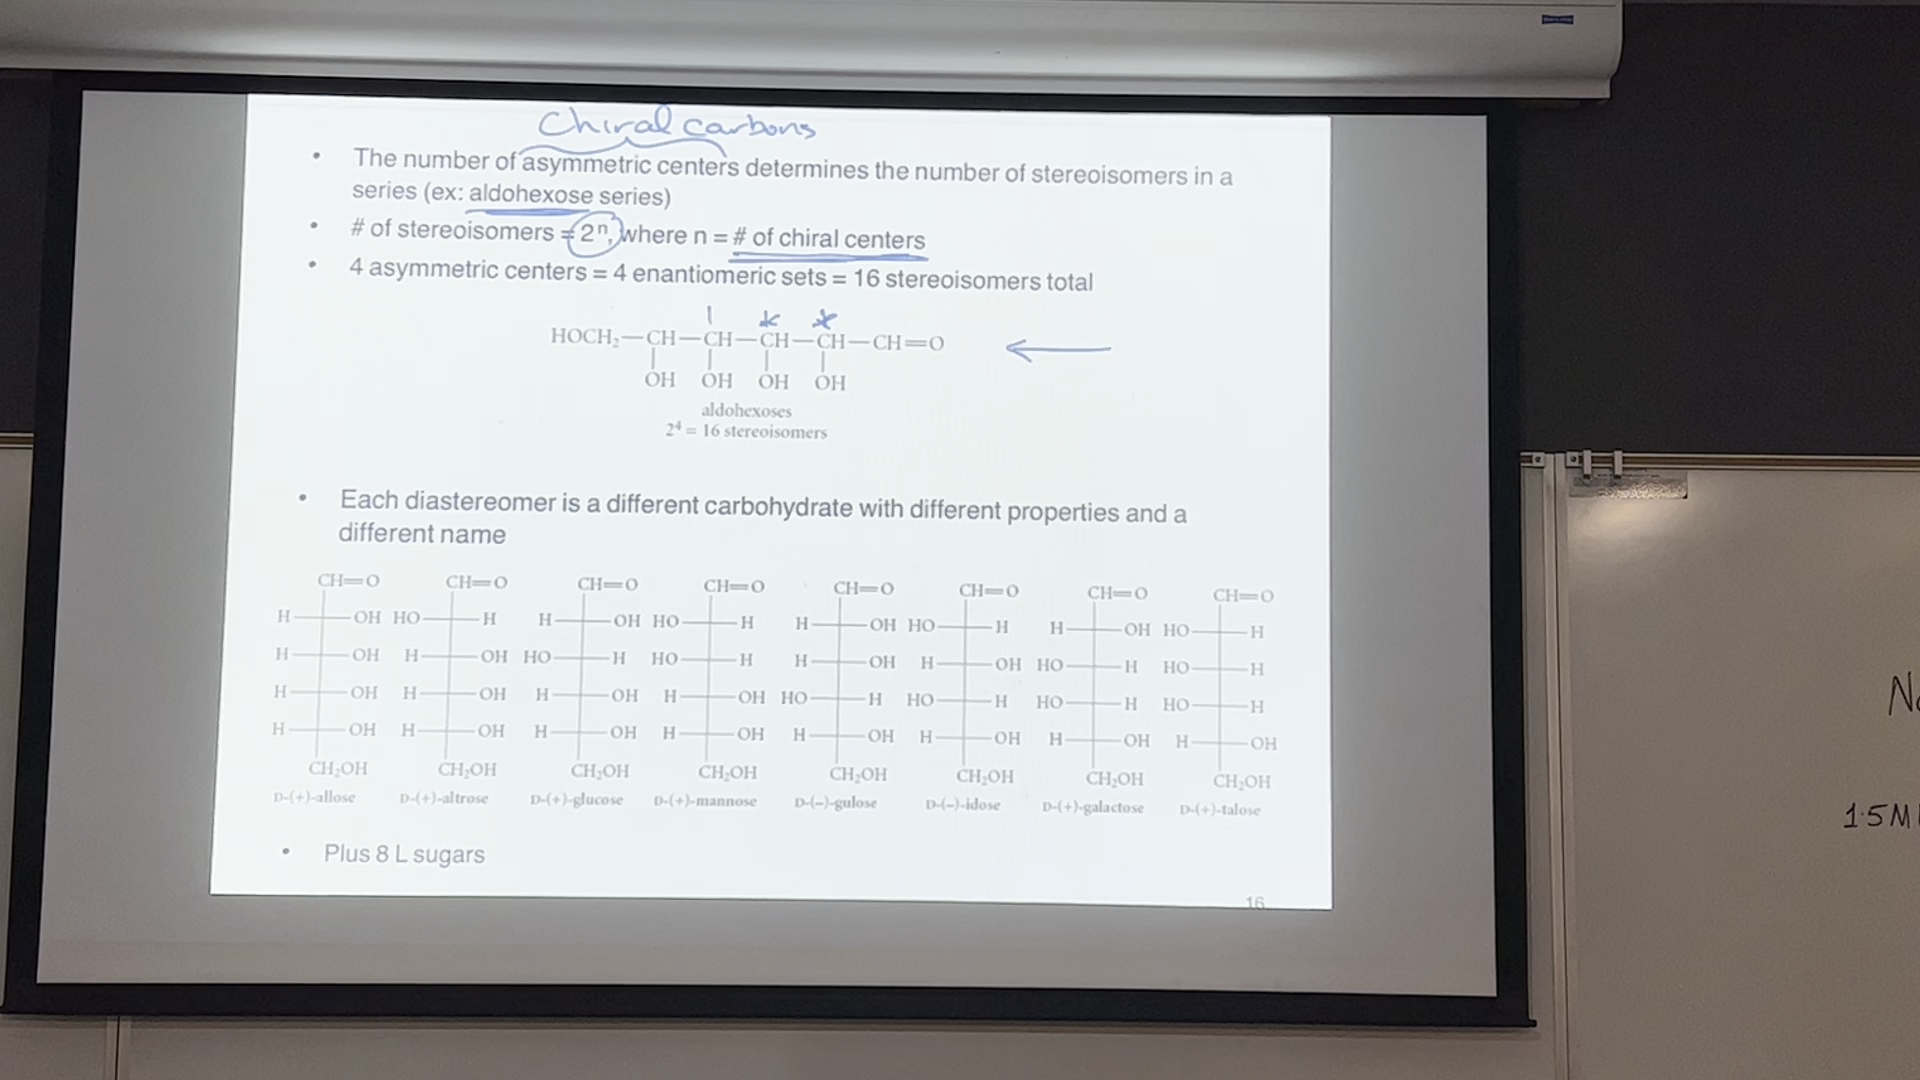 Chiral carbons
• The number of asymmetric centers determines the number of stereoisomers in a
series (ex: aldohexose series)
• # of stereoisomers = 2ⁿ, where n = # of chiral centers
• 4 asymmetric centers = 4 enantiomeric sets = 16 stereoisomers total
HOCH₂—CH—CH—CH—CH—CH=O
OH OH OH OH
aldohexoses
2⁴ = 16 stereoisomers
• Each diastereomer is a different carbohydrate with different properties and a
different name
CH=O CH=O CH=O CH=O CH=O CH=O CH=O CH=O
H OH HO H H OH HO H H OH HO H H OH HO H
H OH H OH HO H HO H H OH H OH HO H HO H
H OH H OH H OH H OH HO H HO H HO H HO H
H OH H OH H OH H OH H OH H OH H OH H OH
CH₂OH CH₂OH CH₂OH CH₂OH CH₂OH CH₂OH CH₂OH CH₂OH
D-(+)-allose D-(+)-altrose D-(+)-glucose D-(+)-mannose D-(–)-gulose D-(–)-idose D-(+)-galactose D-(+)-talose
• Plus 8 L sugars
16
No
1.5M